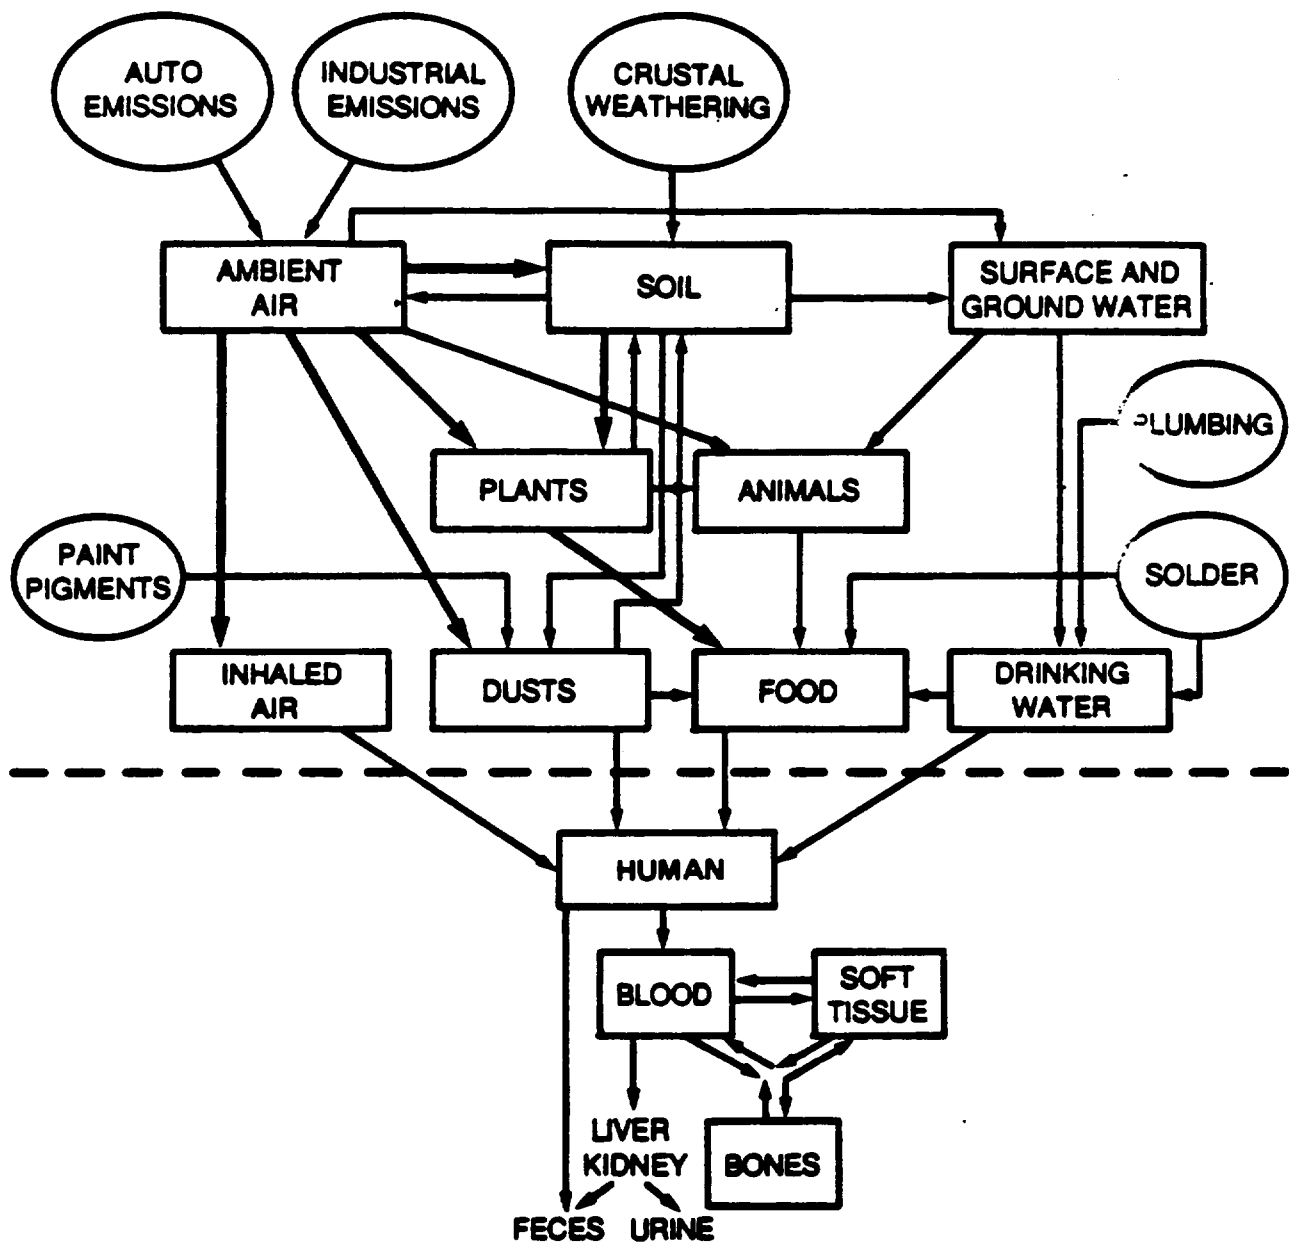 AUTO
EMISSIONS
INDUSTRIAL
EMISSIONS
CRUSTAL
WEATHERING
AMBIENT
AIR
SOIL
SURFACE AND
GROUND WATER
PLUMBING
PLANTS
ANIMALS
PAINT
PIGMENTS
SOLDER
INHALED
AIR
DUSTS
FOOD
DRINKING
WATER
HUMAN
BLOOD
SOFT
TISSUE
LIVER
KIDNEY
BONES
FECES
URINE